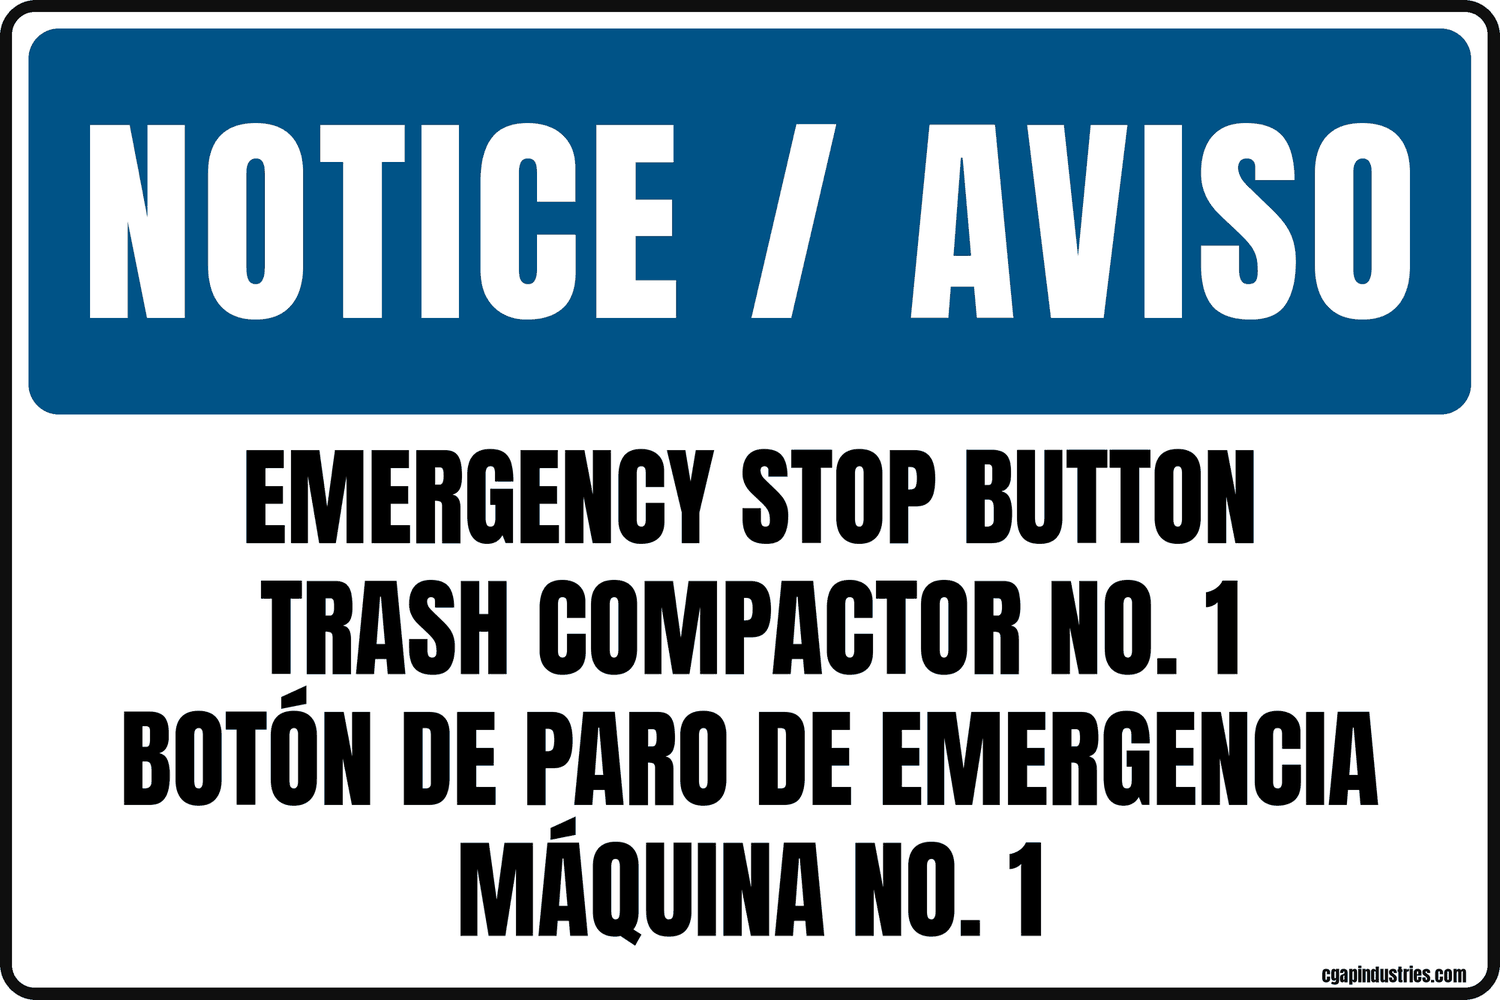 NOTICE / AVISO
EMERGENCY STOP BUTTON
TRASH COMPACTOR NO. 1
BOTÓN DE PARO DE EMERGENCIA
MÁQUINA NO. 1
cgapindustries.com